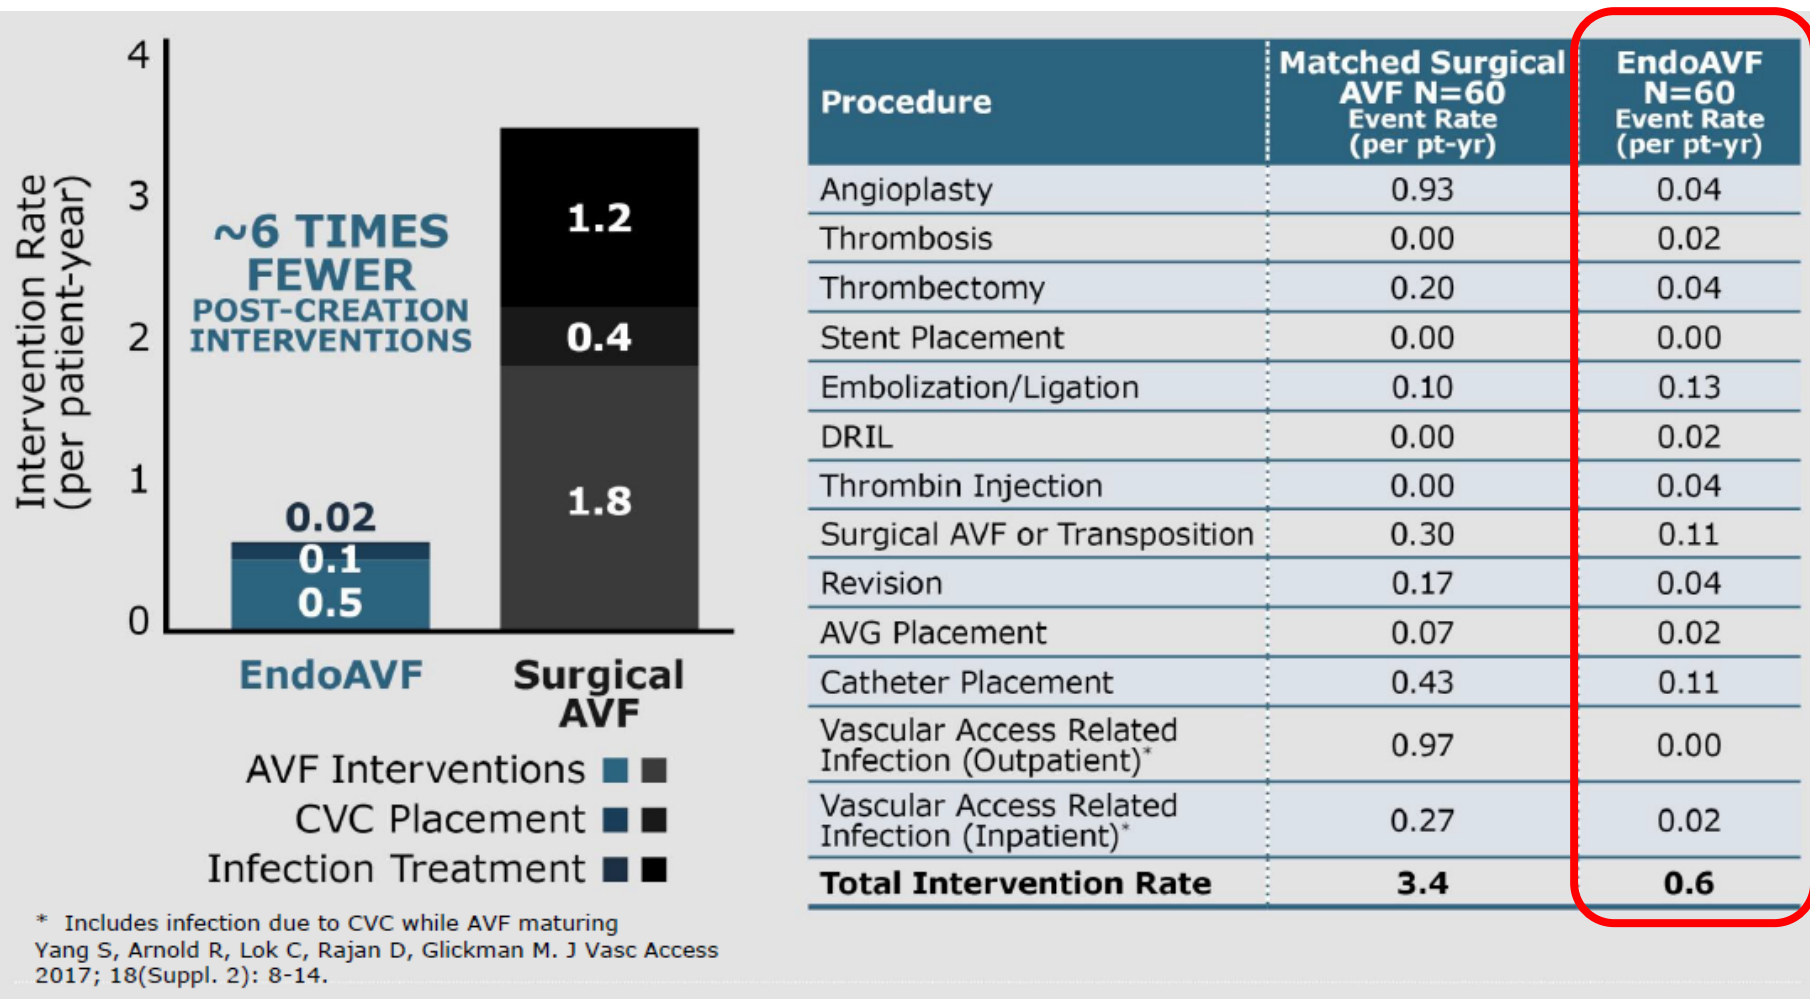 4
3
2
1
0
Intervention Rate
(per patient-year)
~6 TIMES
FEWER
POST-CREATION
INTERVENTIONS
0.02
0.1
0.5
1.2
0.4
1.8
EndoAVF
Surgical
AVF
AVF Interventions
CVC Placement
Infection Treatment
* Includes infection due to CVC while AVF maturing
Yang S, Arnold R, Lok C, Rajan D, Glickman M. J Vasc Access
2017; 18(Suppl. 2): 8-14.
Procedure
Matched Surgical
AVF N=60
Event Rate
(per pt-yr)
EndoAVF
N=60
Event Rate
(per pt-yr)
Angioplasty 0.93 0.04
Thrombosis 0.00 0.02
Thrombectomy 0.20 0.04
Stent Placement 0.00 0.00
Embolization/Ligation 0.10 0.13
DRIL 0.00 0.02
Thrombin Injection 0.00 0.04
Surgical AVF or Transposition 0.30 0.11
Revision 0.17 0.04
AVG Placement 0.07 0.02
Catheter Placement 0.43 0.11
Vascular Access Related
Infection (Outpatient)* 0.97 0.00
Vascular Access Related
Infection (Inpatient)* 0.27 0.02
Total Intervention Rate 3.4 0.6